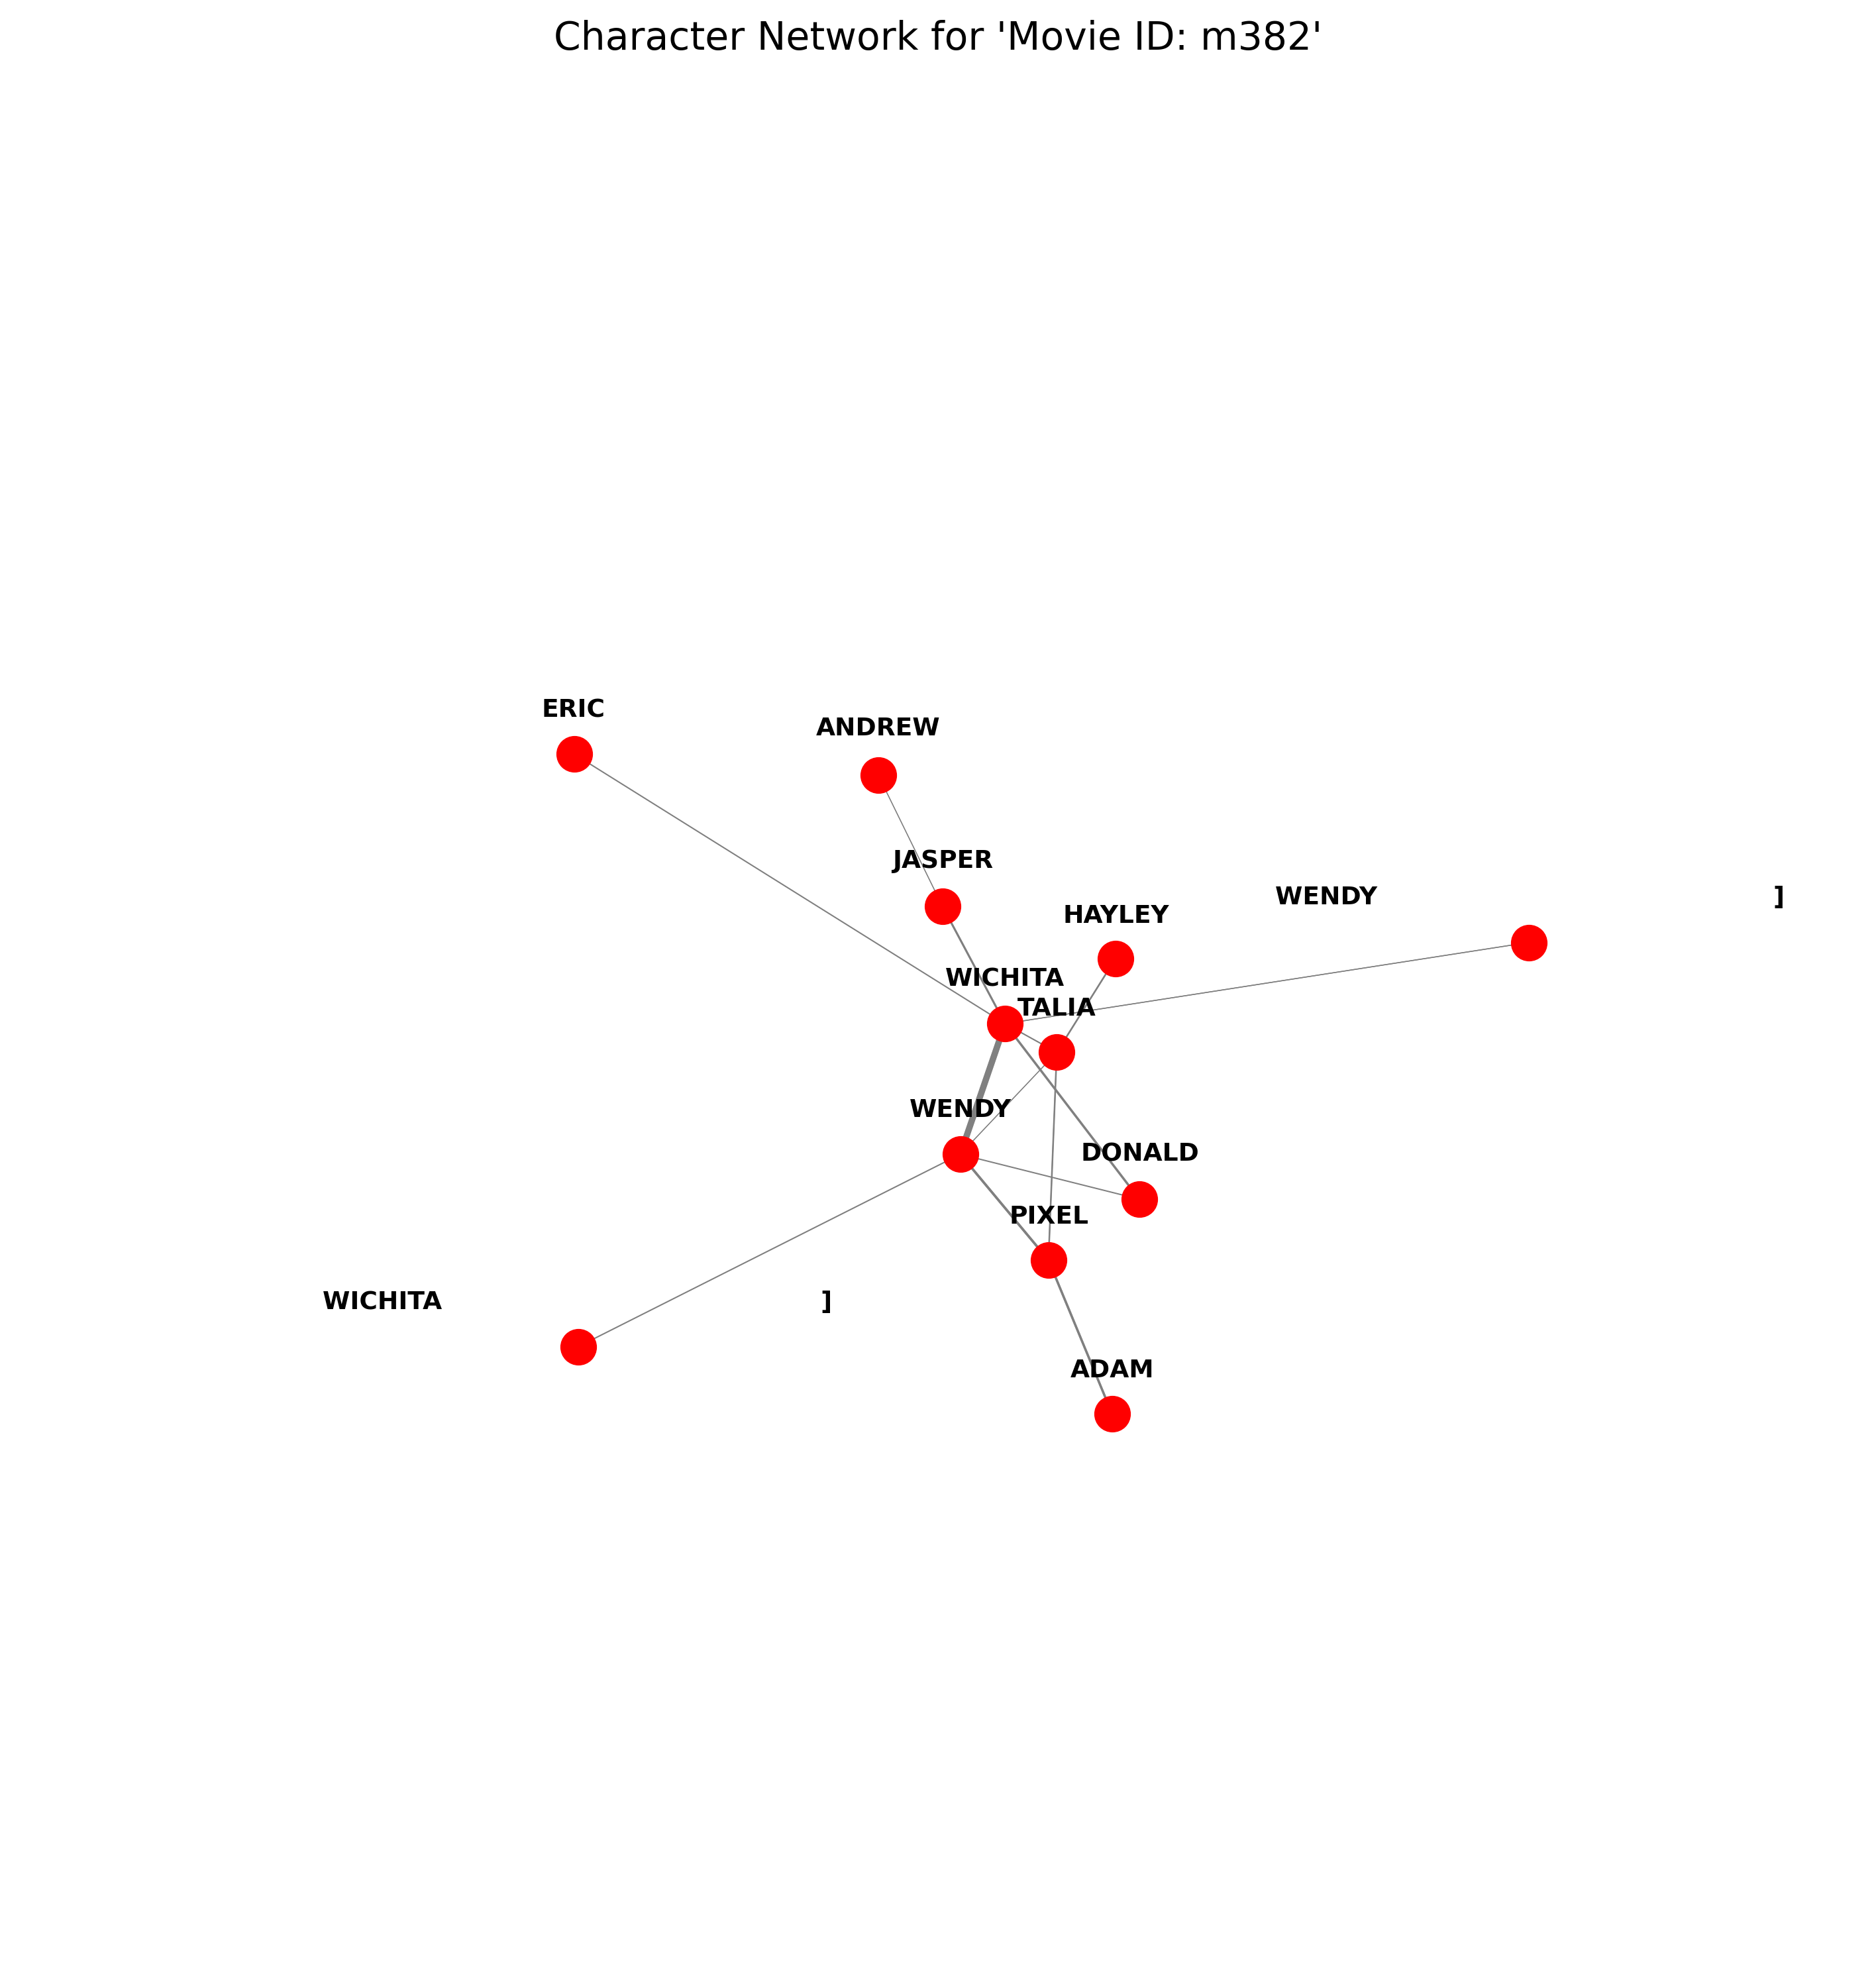 Character Network for 'Movie ID: m382'
ERIC
ANDREW
JASPER
WENDY ]
HAYLEY
WICHITA
TALIA
WENDY
DONALD
PIXEL
WICHITA ]
ADAM